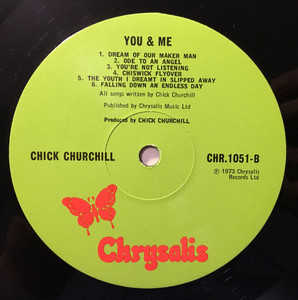 YOU & ME
1. DREAM OF OUR MAKER MAN
2. ODE TO AN ANGEL
3. YOU'RE NOT LISTENING
4. CHISWICK FLYOVER
5. THE YOUTH I DREAMT IN SLIPPED AWAY
6. FALLING DOWN AN ENDLESS DAY
All songs written by Chick Churchill
Published by Chrysalis Music Ltd
Produced by CHICK CHURCHILL
CHICK CHURCHILL
CHR.1051-B
℗ 1973 Chrysalis
Records Ltd
Chrysalis